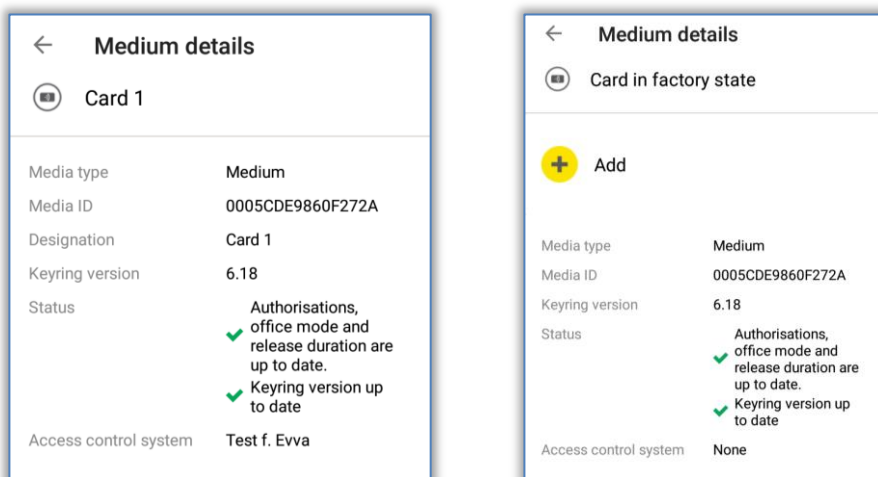 Medium details
Card 1
Media type Medium
Media ID 0005CDE9860F272A
Designation Card 1
Keyring version 6.18
Status Authorisations,
office mode and
release duration are
up to date.
Keyring version up
to date
Access control system Test f. Evva
Medium details
Card in factory state
Add
Media type Medium
Media ID 0005CDE9860F272A
Keyring version 6.18
Status Authorisations,
office mode and
release duration are
up to date.
Keyring version up
to date
Access control system None